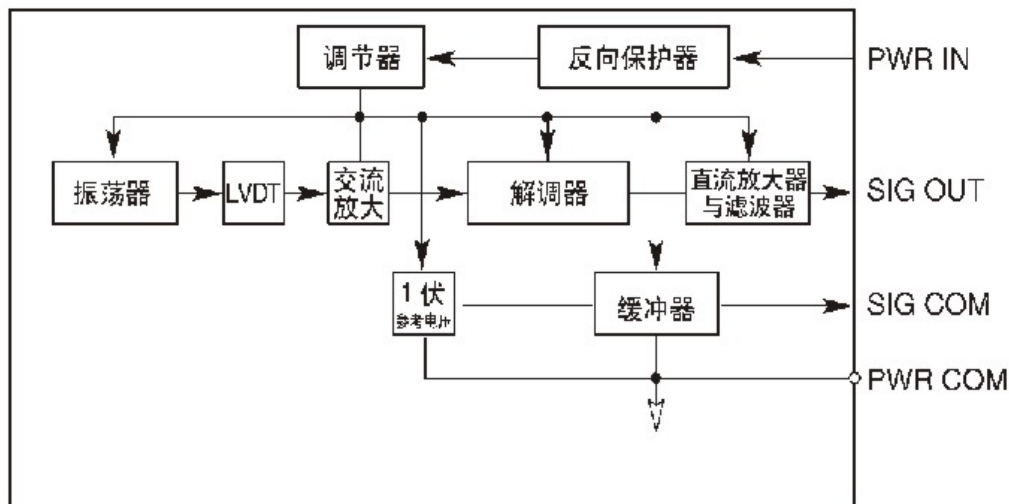 调节器
反向保护器
PWR IN
振荡器
LVDT
交流
放大
解调器
直流放大器
与滤波器
SIG OUT
1 伏
参考电压
缓冲器
SIG COM
PWR COM